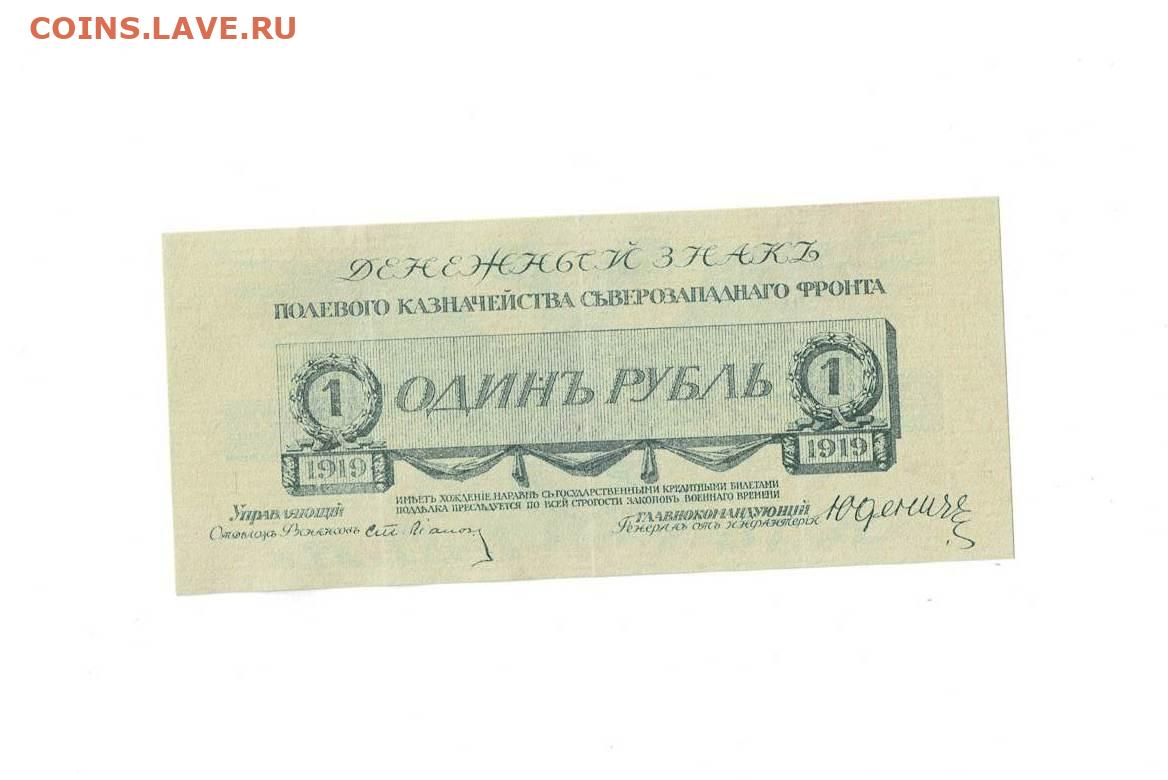 COINS.LAVE.RU
ДЕНЕЖНЫЙ ЗНАКЪ
ПОЛЕВОГО КАЗНАЧЕЙСТВА СѢВЕРОЗАПАДНАГО ФРОНТА
1 ОДИНЪ РУБЛЬ 1
1919 1919
ИМѢЕТЪ ХОЖДЕНІЕ НАРАВНѢ СЪ ГОСУДАРСТВЕННЫМИ КРЕДИТНЫМИ БИЛЕТАМИ
ПОДДѢЛКА ПРЕСЛѢДУЕТСЯ ПО ВСЕЙ СТРОГОСТИ ЗАКОНОВЪ ВОЕННАГО ВРЕМЕНИ
Управляющій ГЛАВНОКОМАНДУЮЩІЙ
Генералъ отъ инфантеріи Юденичъ